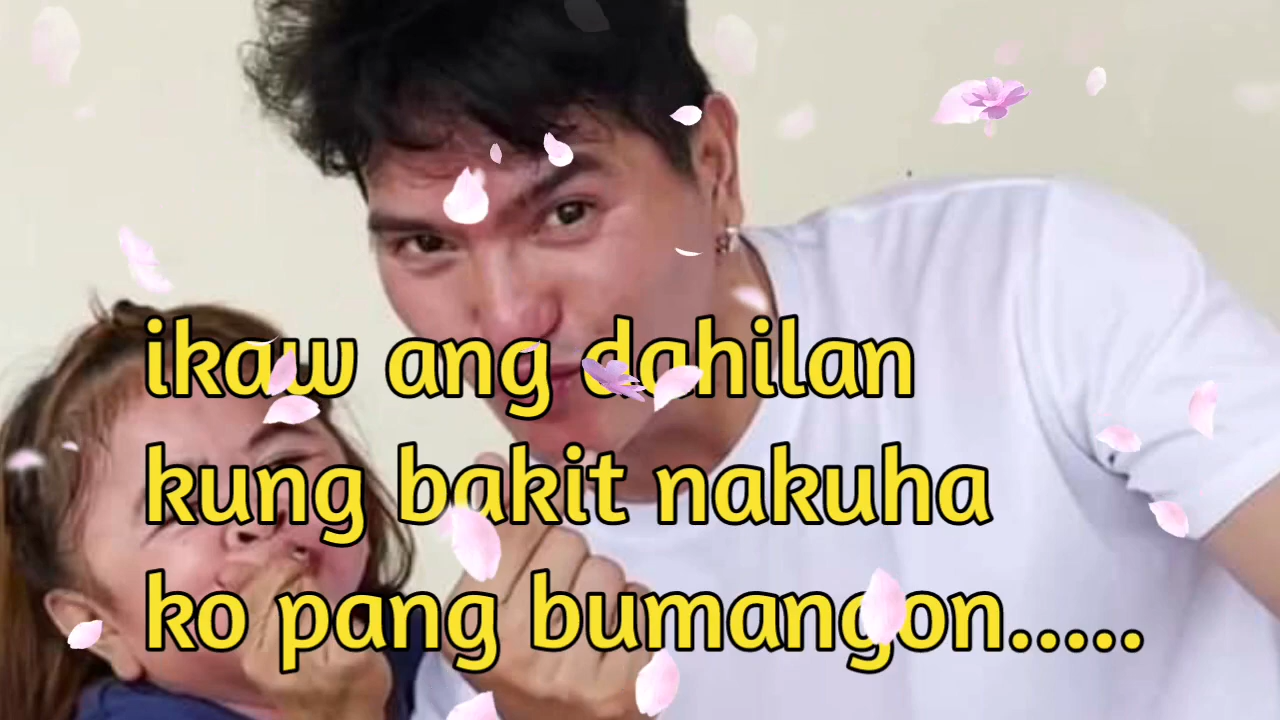 ikaw ang dahilan
kung bakit nakuha
ko pang bumangon.....